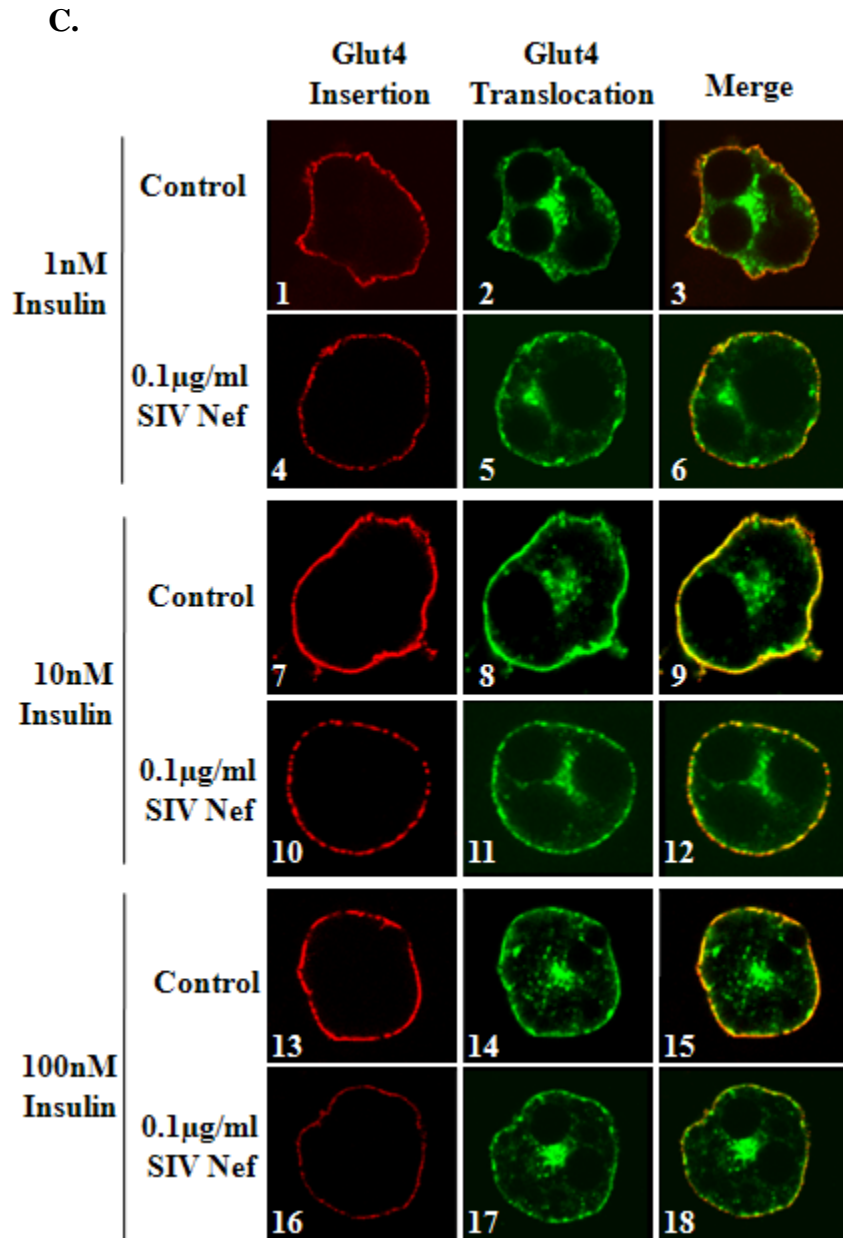 C.
Glut4 Insertion
Glut4 Translocation
Merge
1nM Insulin
Control
1 2 3
0.1µg/ml SIV Nef
4 5 6
10nM Insulin
Control
7 8 9
0.1µg/ml SIV Nef
10 11 12
100nM Insulin
Control
13 14 15
0.1µg/ml SIV Nef
16 17 18